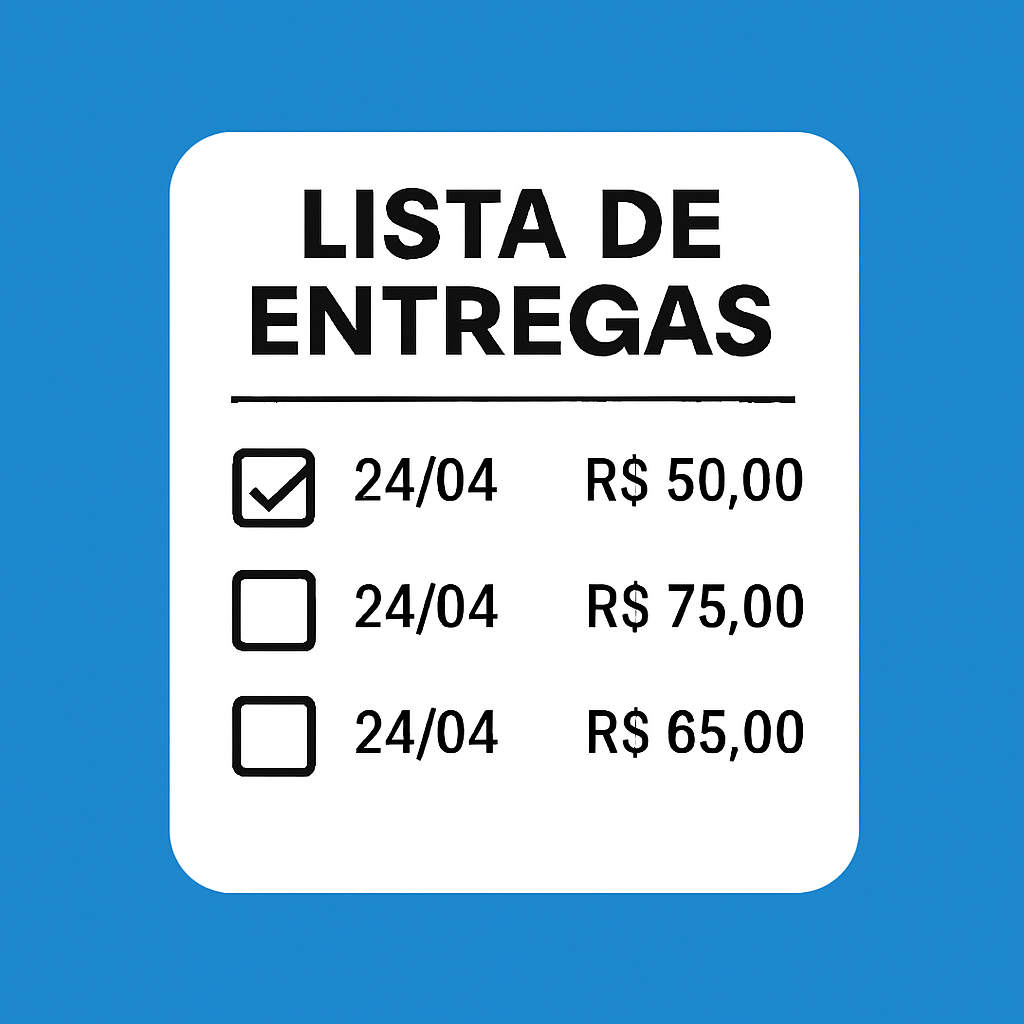 LISTA DE
ENTREGAS
24/04 R$ 50,00
24/04 R$ 75,00
24/04 R$ 65,00